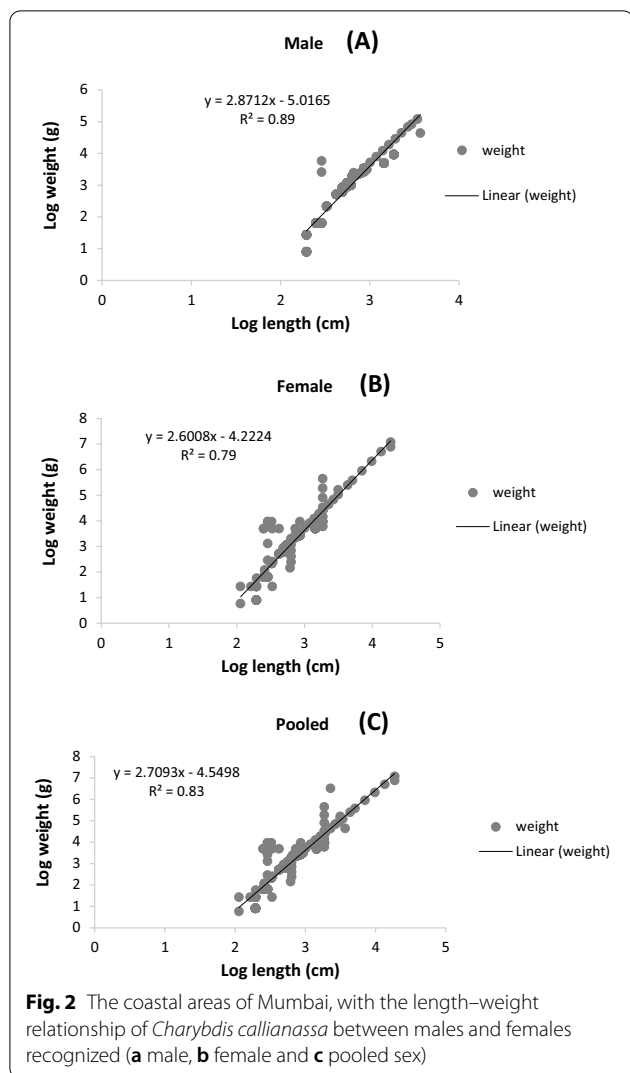 Male (A)
y = 2.8712x - 5.0165
R² = 0.89
6
5
4
3
2
1
0
Log weight (g)
0 1 2 3 4
Log length (cm)
weight
Linear (weight)
Female (B)
y = 2.6008x - 4.2224
R² = 0.79
8
7
6
5
4
3
2
1
0
Log weight (g)
0 1 2 3 4 5
Log length (cm)
weight
Linear (weight)
Pooled (C)
y = 2.7093x - 4.5498
R² = 0.83
8
7
6
5
4
3
2
1
0
Log weight (g)
0 1 2 3 4 5
Log length (cm)
weight
Linear (weight)
Fig. 2 The coastal areas of Mumbai, with the length–weight
relationship of Charybdis callianassa between males and females
recognized (a male, b female and c pooled sex)